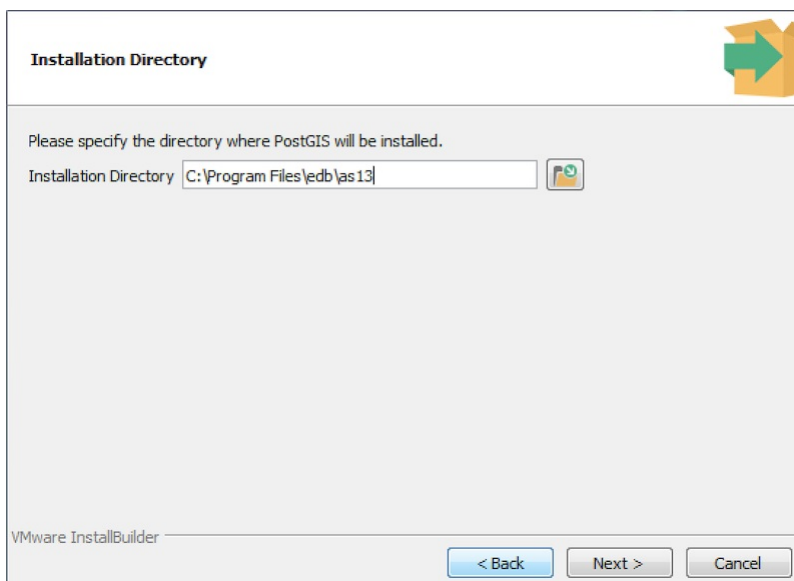 Installation Directory
Please specify the directory where PostGIS will be installed.
Installation Directory C:\Program Files\edb\as13
VMware InstallBuilder
< Back Next > Cancel